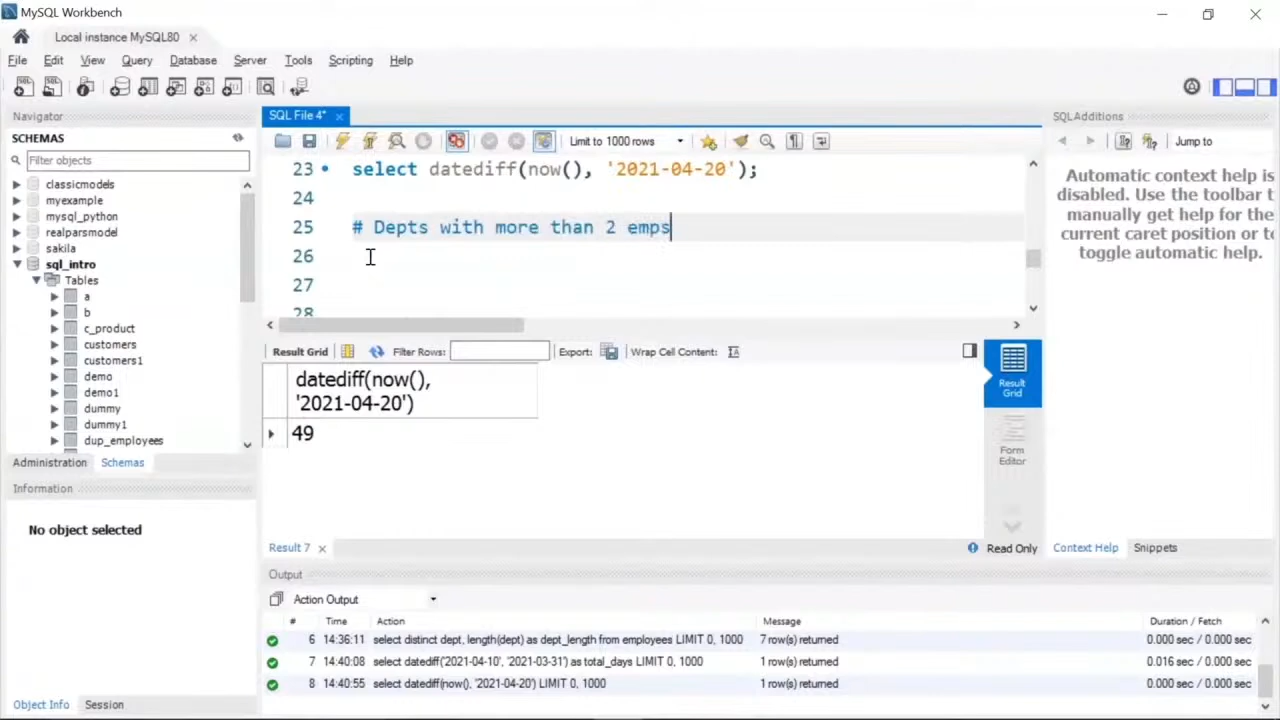 MySQL Workbench
Local instance MySQL80
File Edit View Query Database Server Tools Scripting Help
Navigator
SCHEMAS
Filter objects
classicmodels
myexample
mysql_python
realparsmodel
sakila
sql_intro
Tables
a
b
c_product
customers
customers1
demo
demo1
dummy
dummy1
dup_employees
Administration Schemas
Information
No object selected
Object Info Session
SQL File 4*
Limit to 1000 rows
23 select datediff(now(), '2021-04-20');
24
25 # Depts with more than 2 emps
26
27
28
Result Grid Filter Rows: Export: Wrap Cell Content:
datediff(now(),
'2021-04-20')
49
Result
Grid
Form
Editor
Result 7 Read Only
Output
Action Output
# Time Action Message Duration / Fetch
6 14:36:11 select distinct dept, length(dept) as dept_length from employees LIMIT 0, 1000 7 row(s) returned 0.000 sec / 0.000 sec
7 14:40:08 select datediff('2021-04-10', '2021-03-31') as total_days LIMIT 0, 1000 1 row(s) returned 0.016 sec / 0.000 sec
8 14:40:55 select datediff(now(), '2021-04-20') LIMIT 0, 1000 1 row(s) returned 0.000 sec / 0.000 sec
SQLAdditions
Jump to
Automatic context help is
disabled. Use the toolbar t
manually get help for the
current caret position or to
toggle automatic help.
Context Help Snippets